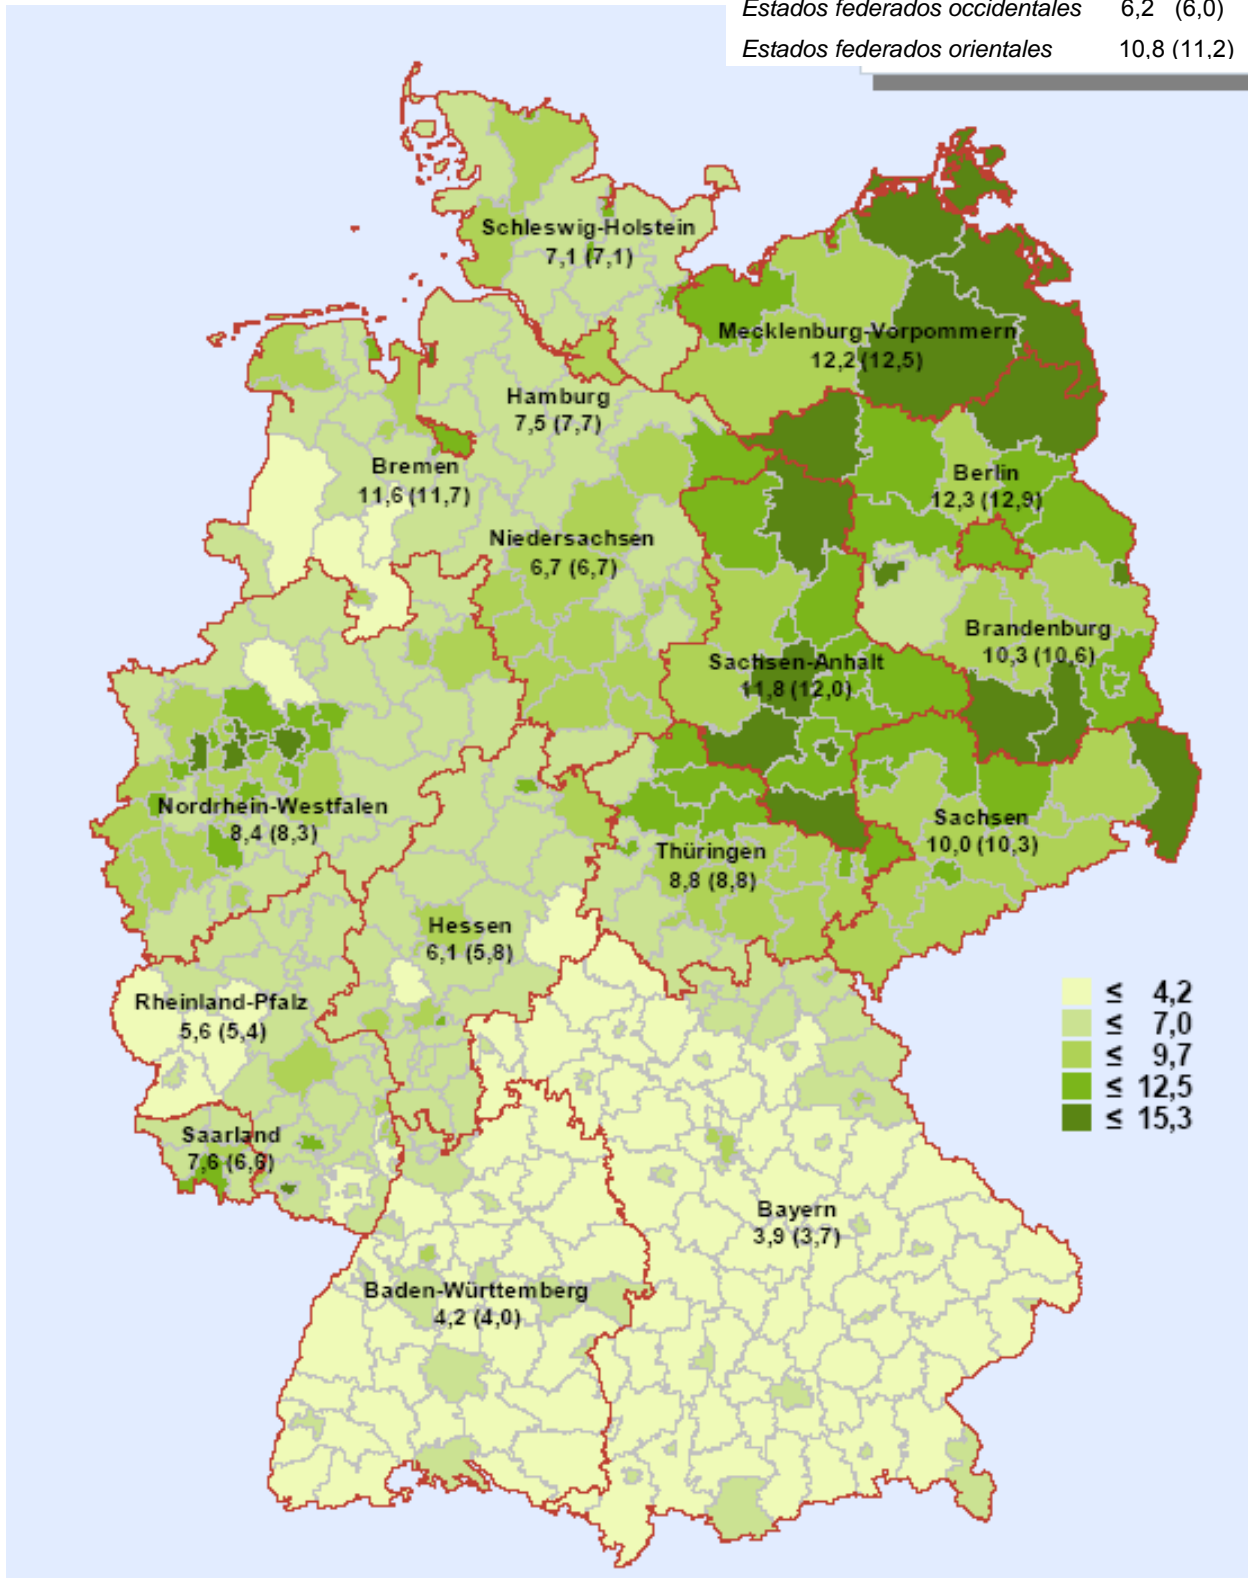 Estados federados occidentales 6,2 (6,0)
Estados federados orientales 10,8 (11,2)
Schleswig-Holstein
7,1 (7,1)
Mecklenburg-Vorpommern
12,2 (12,5)
Hamburg
7,5 (7,7)
Bremen
11,6 (11,7)
Berlin
12,3 (12,9)
Niedersachsen
6,7 (6,7)
Brandenburg
10,3 (10,6)
Sachsen-Anhalt
11,8 (12,0)
Nordrhein-Westfalen
8,4 (8,3)
Sachsen
10,0 (10,3)
Thüringen
8,8 (8,8)
Hessen
6,1 (5,8)
Rheinland-Pfalz
5,6 (5,4)
≤ 4,2
≤ 7,0
≤ 9,7
≤ 12,5
≤ 15,3
Saarland
7,6 (6,6)
Bayern
3,9 (3,7)
Baden-Württemberg
4,2 (4,0)